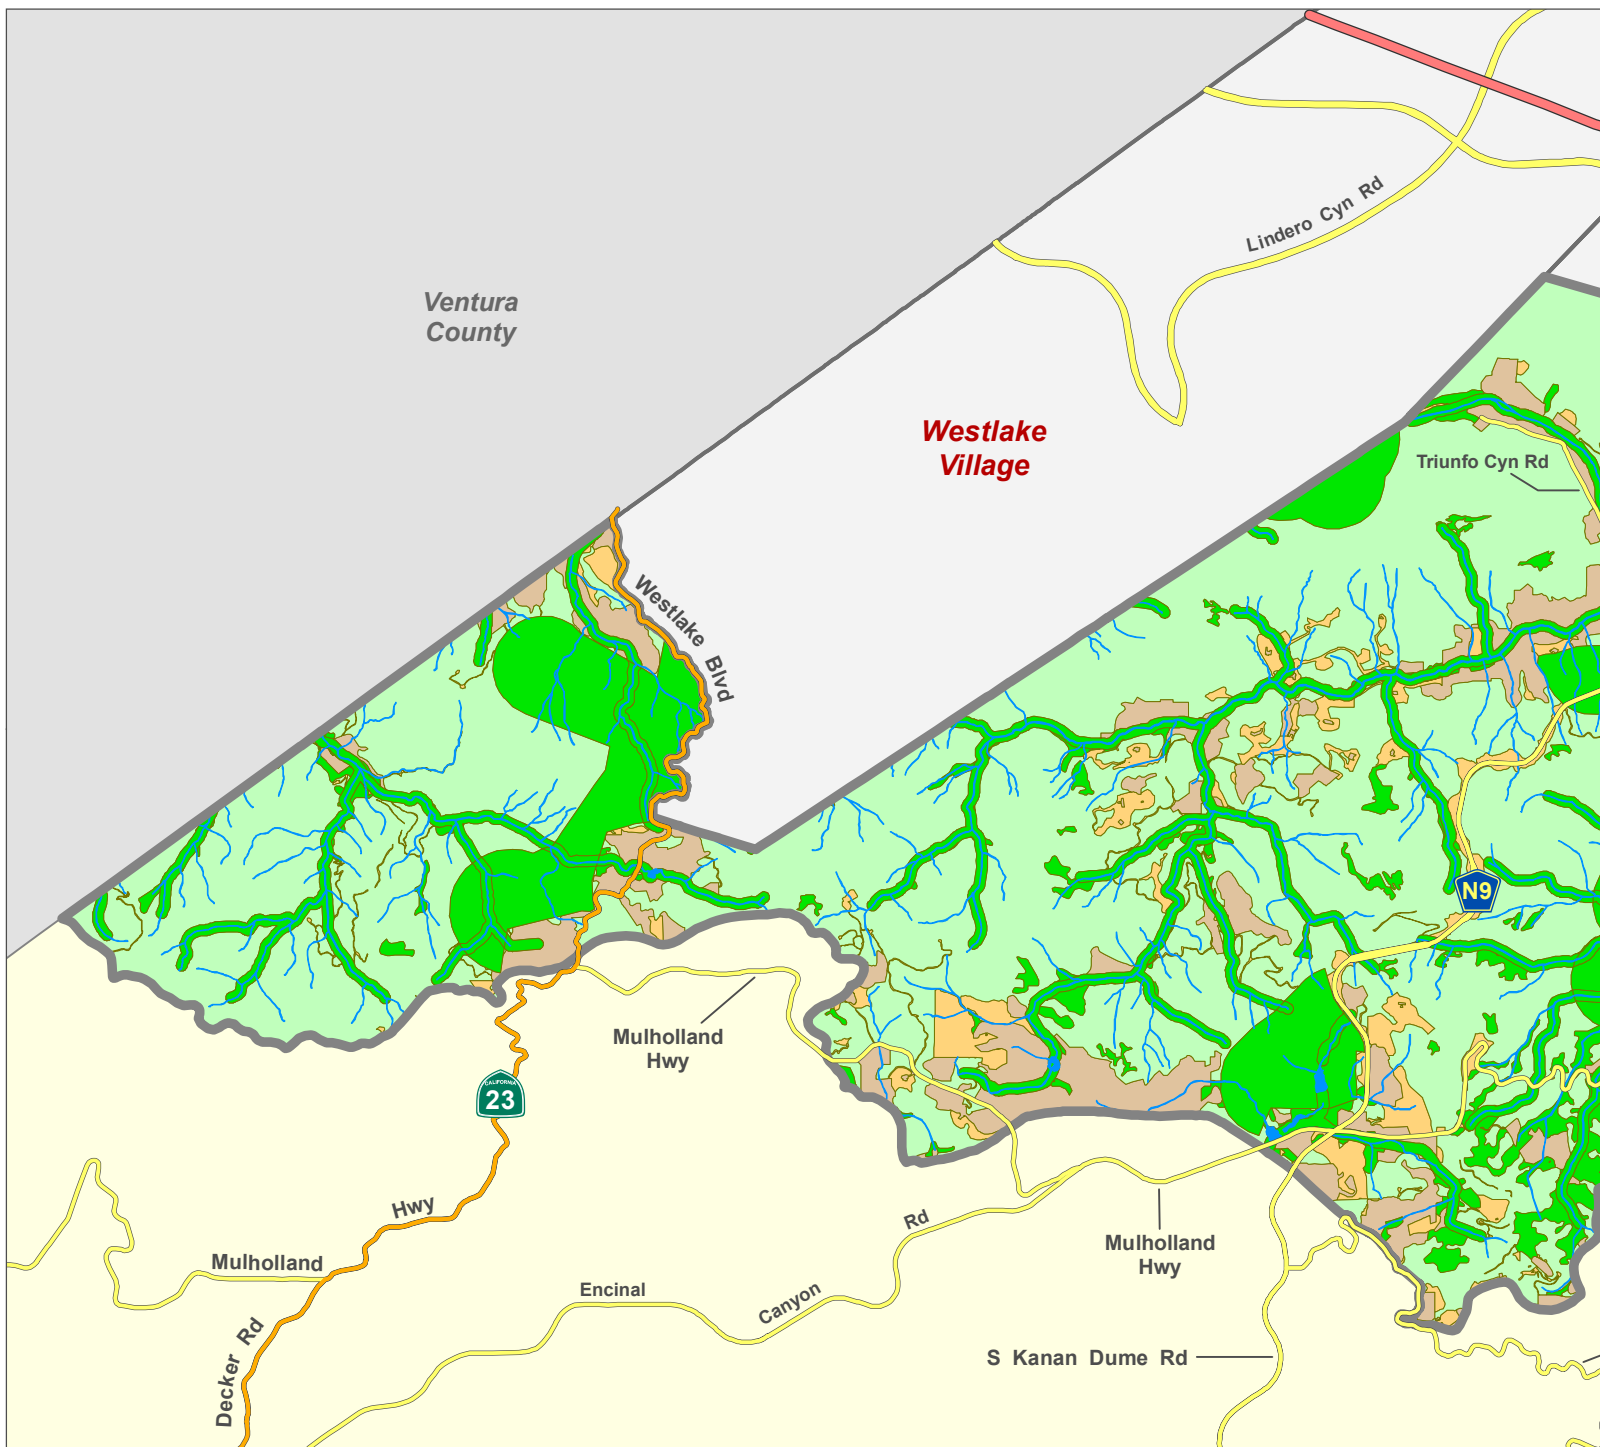 Lindero Cyn Rd
Ventura
County
Westlake
Village
Triunfo Cyn Rd
Westlake Blvd
N9
Mulholland
Hwy
CALIFORNIA
23
Hwy
Rd
Mulholland
Hwy
Mulholland
Encinal
Canyon
Decker Rd
S Kanan Dume Rd